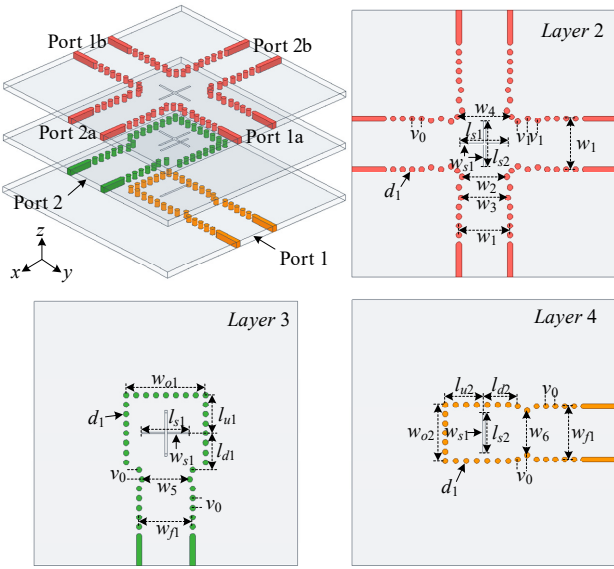 Port 1b
Port 2b
Port 2a
Port 1a
Port 2
Port 1
z
x
y
Layer 2
w4
v0
ls1
v1
v1
w1
ws1
ls2
d1
w2
w3
w1
Layer 3
wo1
d1
ls1
lu1
ws1
ld1
v0
w5
v0
wf1
Layer 4
lu2
ld2
v0
wo2
ws1
ls2
w6
wf1
d1
v0